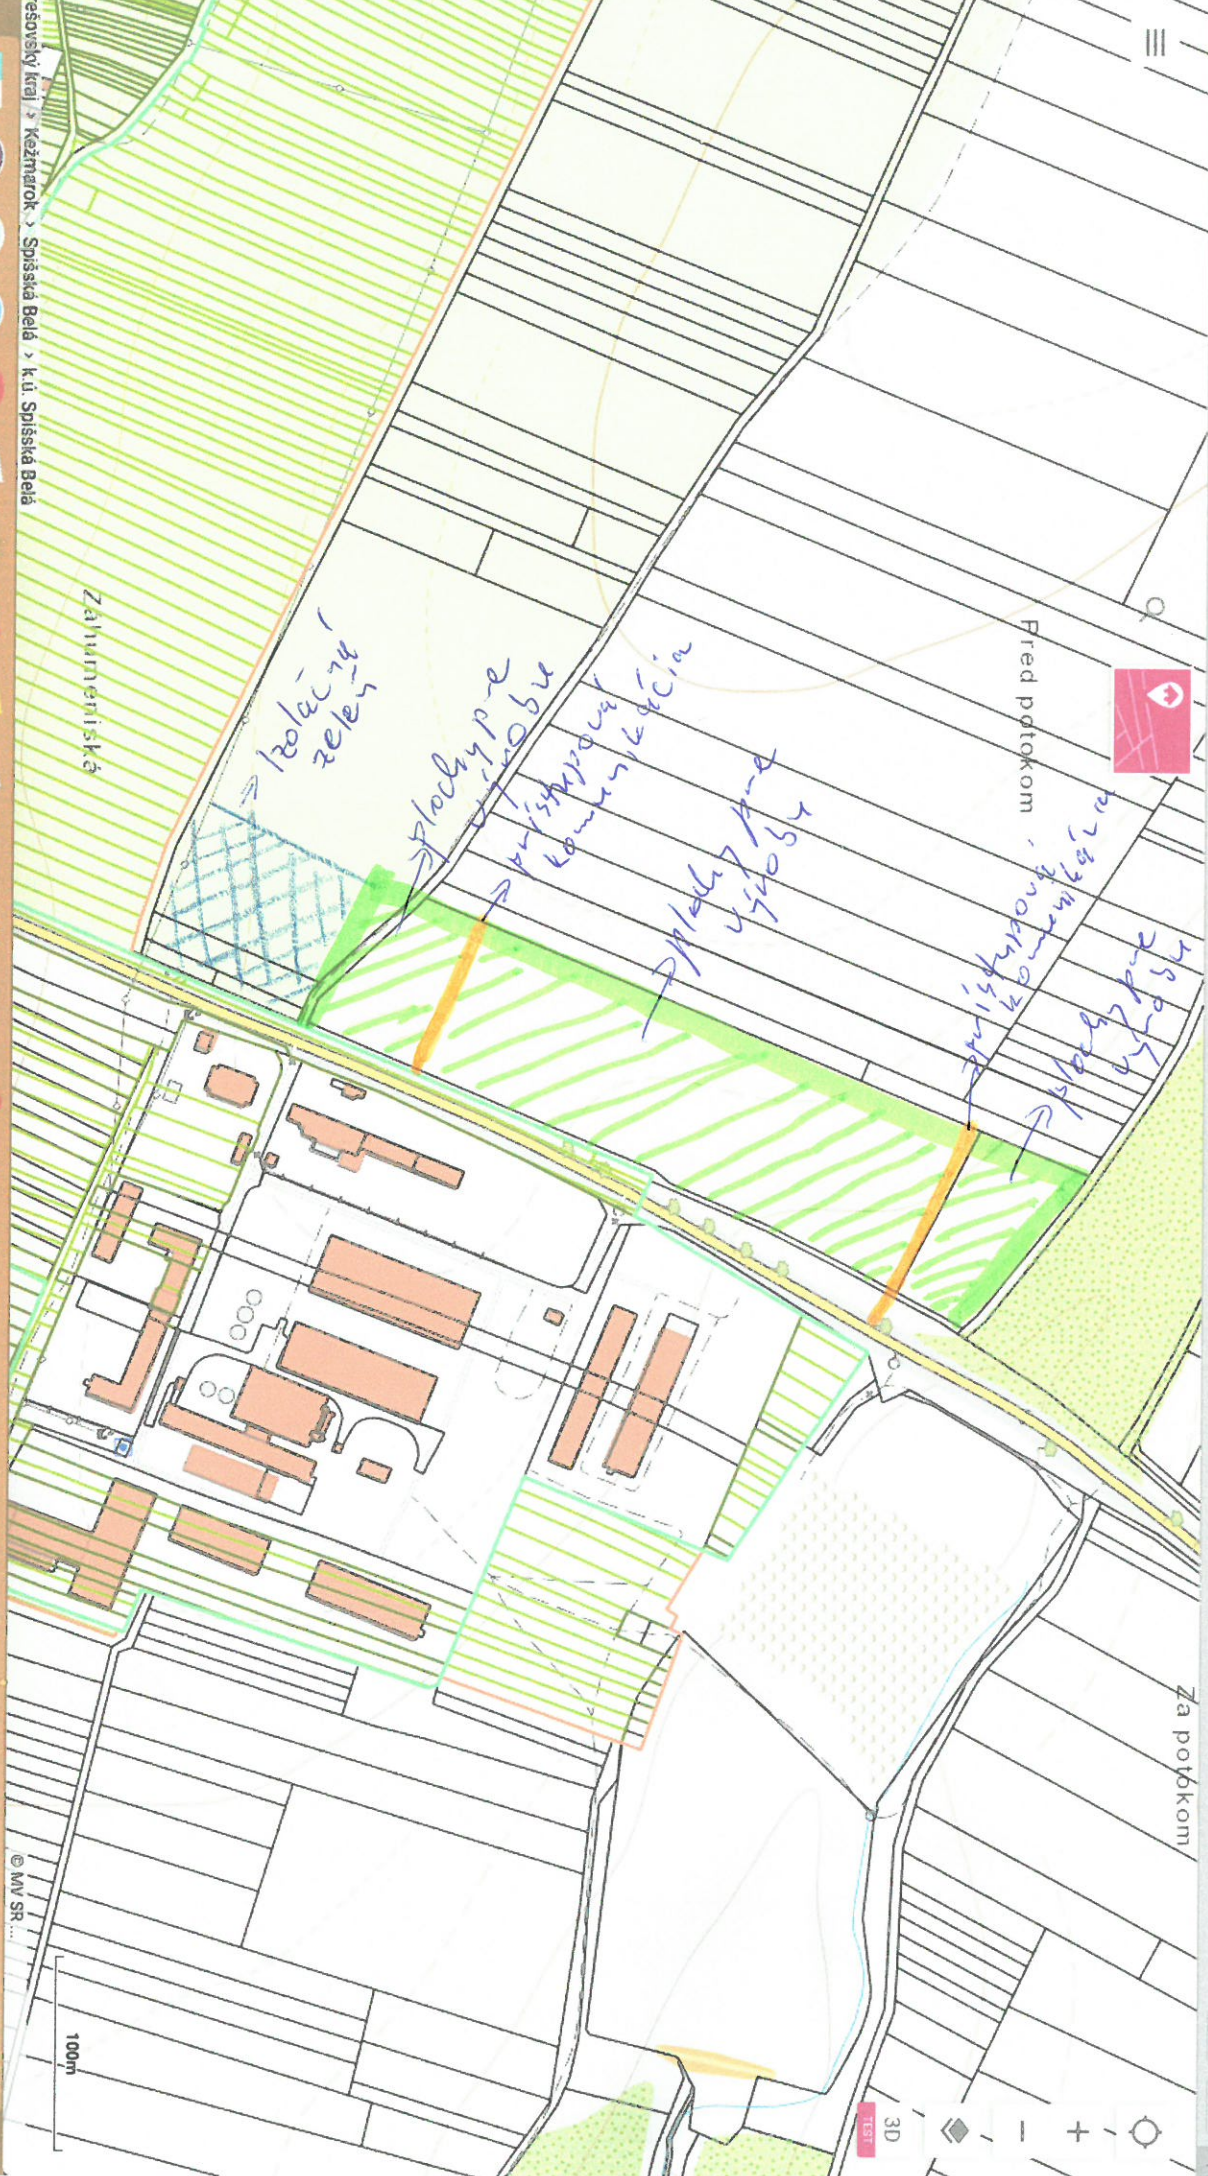 Prešovský kraj > Kežmarok > Spišská Belá > k.ú. Spišská Belá
Záhumeniská
Pred potokom
Za potokom
Izolačná
zeleň
plochy pre
výrobu
prístupová
komunikácia
plochy pre
výrobu
prístupová
komunikácia
plochy pre
výrobu
3D
TEST
100m
© MV SR ...